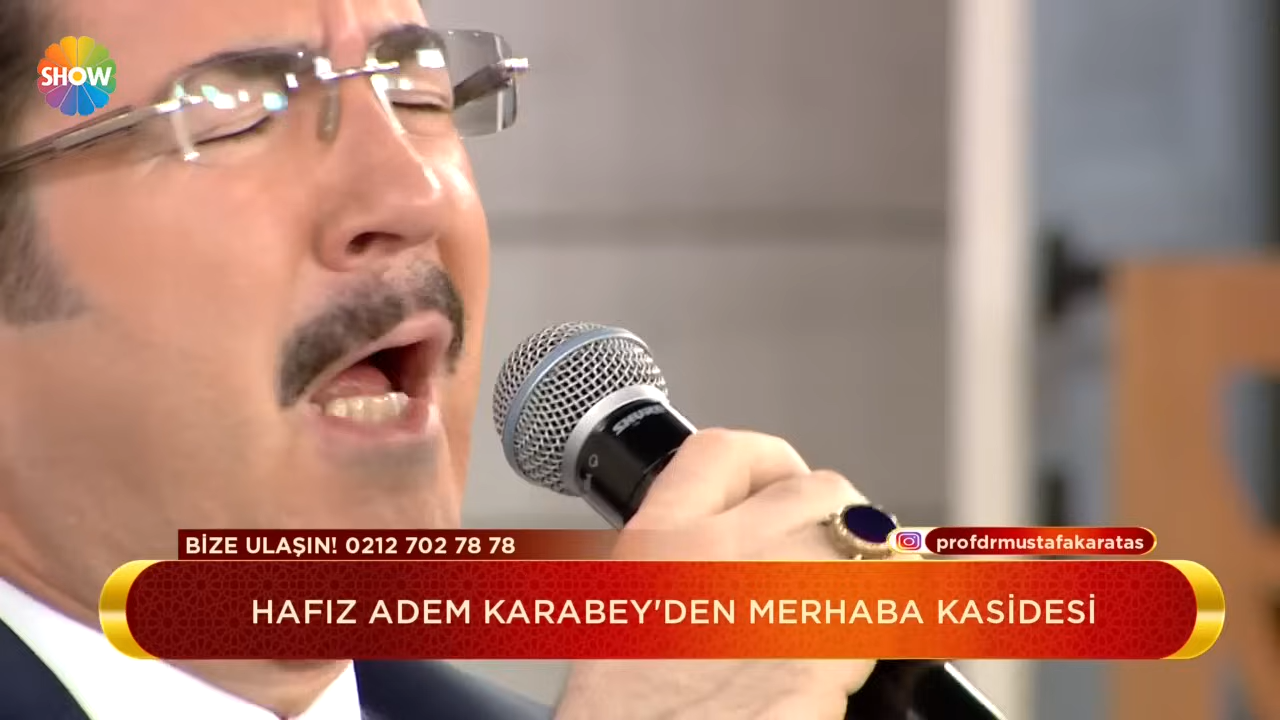 SHOW
SHURE
BİZE ULAŞIN! 0212 702 78 78
profdrmustafakaratas
HAFIZ ADEM KARABEY'DEN MERHABA KASİDESİ